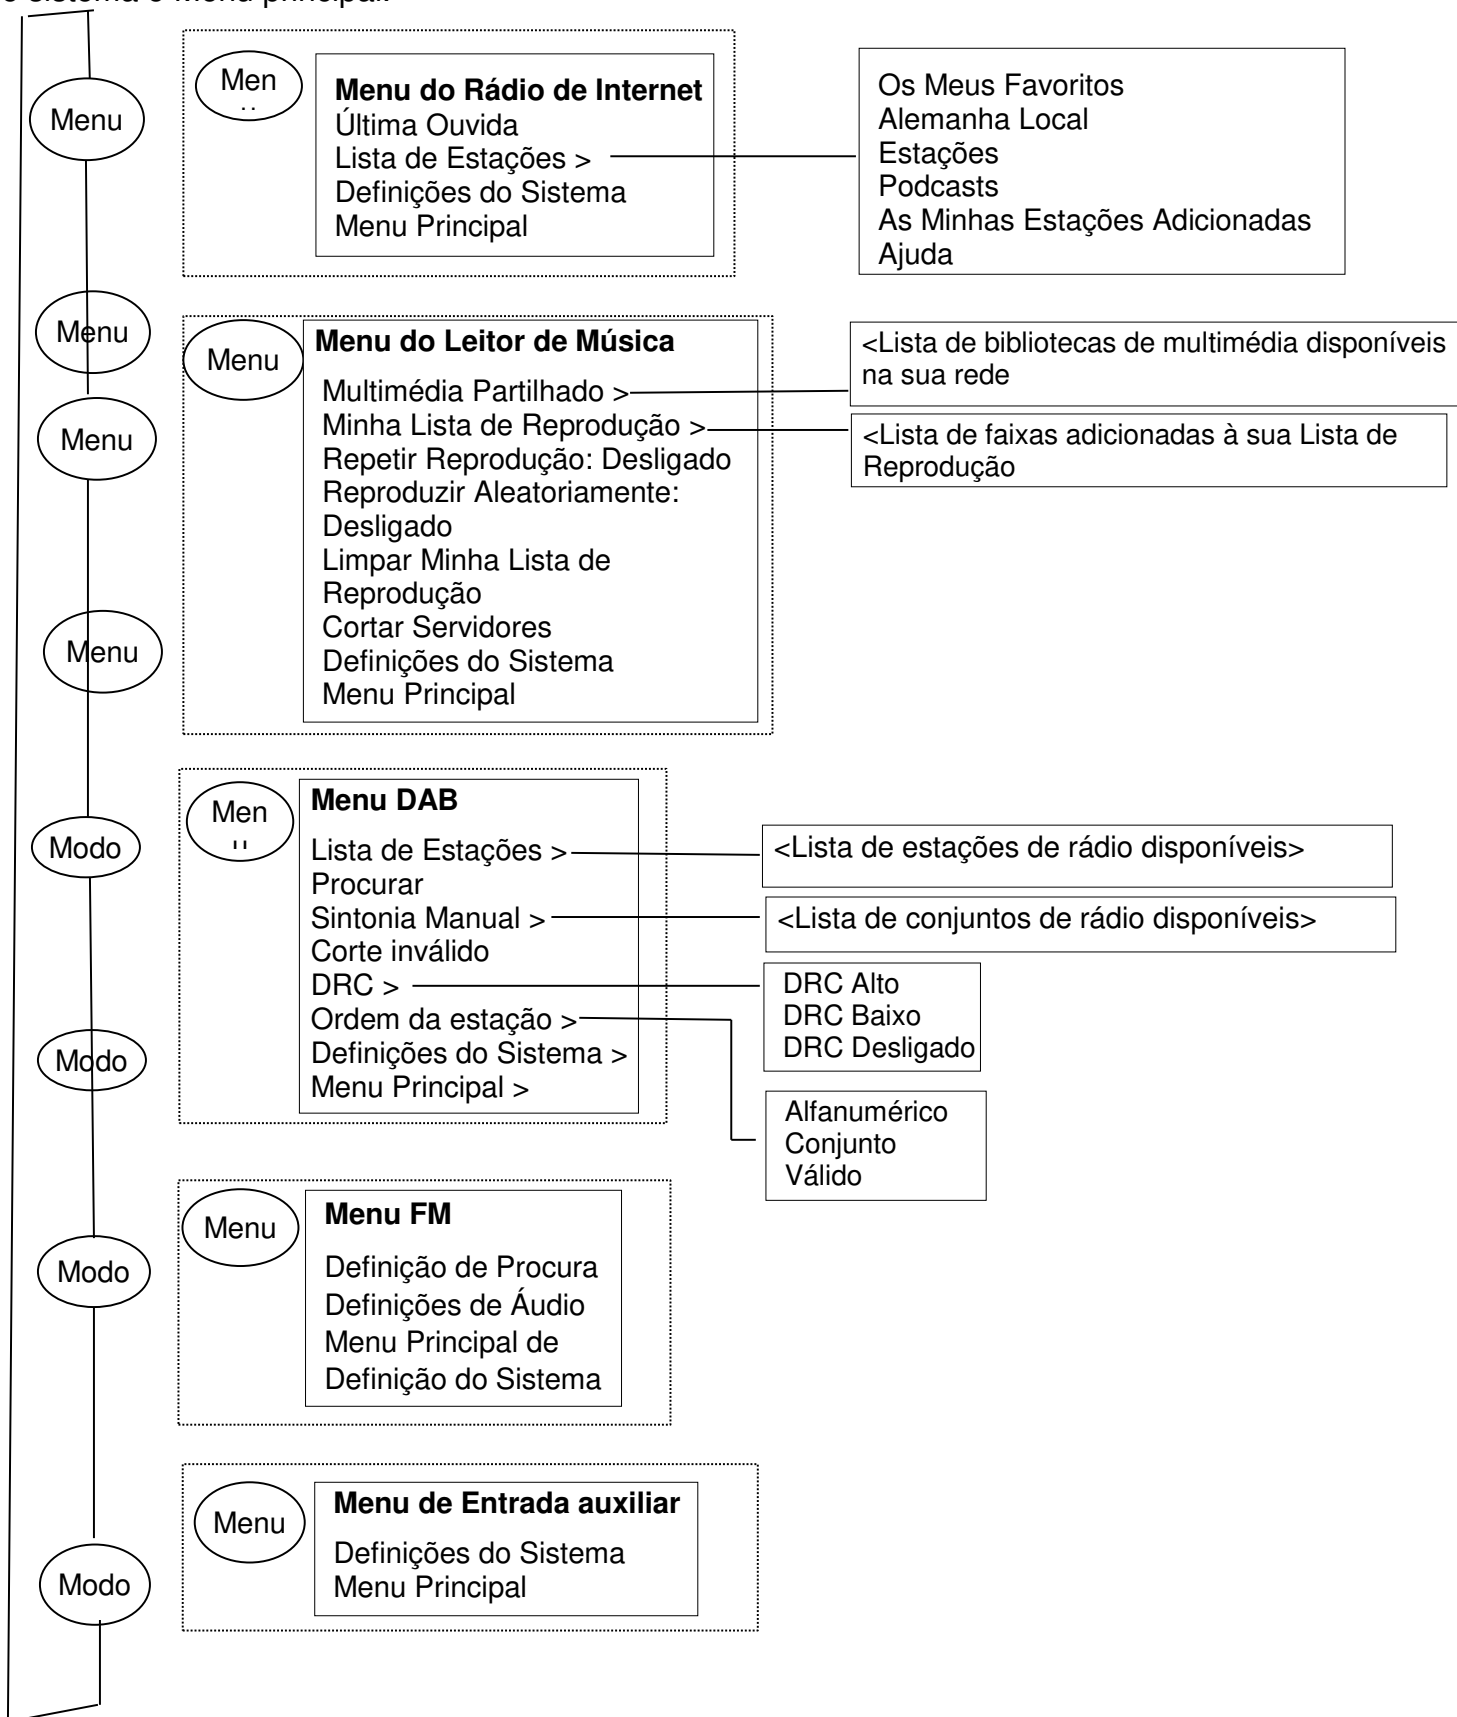 Menu
Men
Menu do Rádio de Internet
Última Ouvida
Lista de Estações >
Definições do Sistema
Menu Principal
Os Meus Favoritos
Alemanha Local
Estações
Podcasts
As Minhas Estações Adicionadas
Ajuda
Menu
Menu
Menu
Menu
Menu do Leitor de Música
Multimédia Partilhado >
Minha Lista de Reprodução >
Repetir Reprodução: Desligado
Reproduzir Aleatoriamente:
Desligado
Limpar Minha Lista de
Reprodução
Cortar Servidores
Definições do Sistema
Menu Principal
<Lista de bibliotecas de multimédia disponíveis
na sua rede
<Lista de faixas adicionadas à sua Lista de
Reprodução
Modo
Modo
Men
Menu DAB
Lista de Estações >
Procurar
Sintonia Manual >
Corte inválido
DRC >
Ordem da estação >
Definições do Sistema >
Menu Principal >
<Lista de estações de rádio disponíveis>
<Lista de conjuntos de rádio disponíveis>
DRC Alto
DRC Baixo
DRC Desligado
Alfanumérico
Conjunto
Válido
Modo
Menu
Menu FM
Definição de Procura
Definições de Áudio
Menu Principal de
Definição do Sistema
Modo
Menu
Menu de Entrada auxiliar
Definições do Sistema
Menu Principal